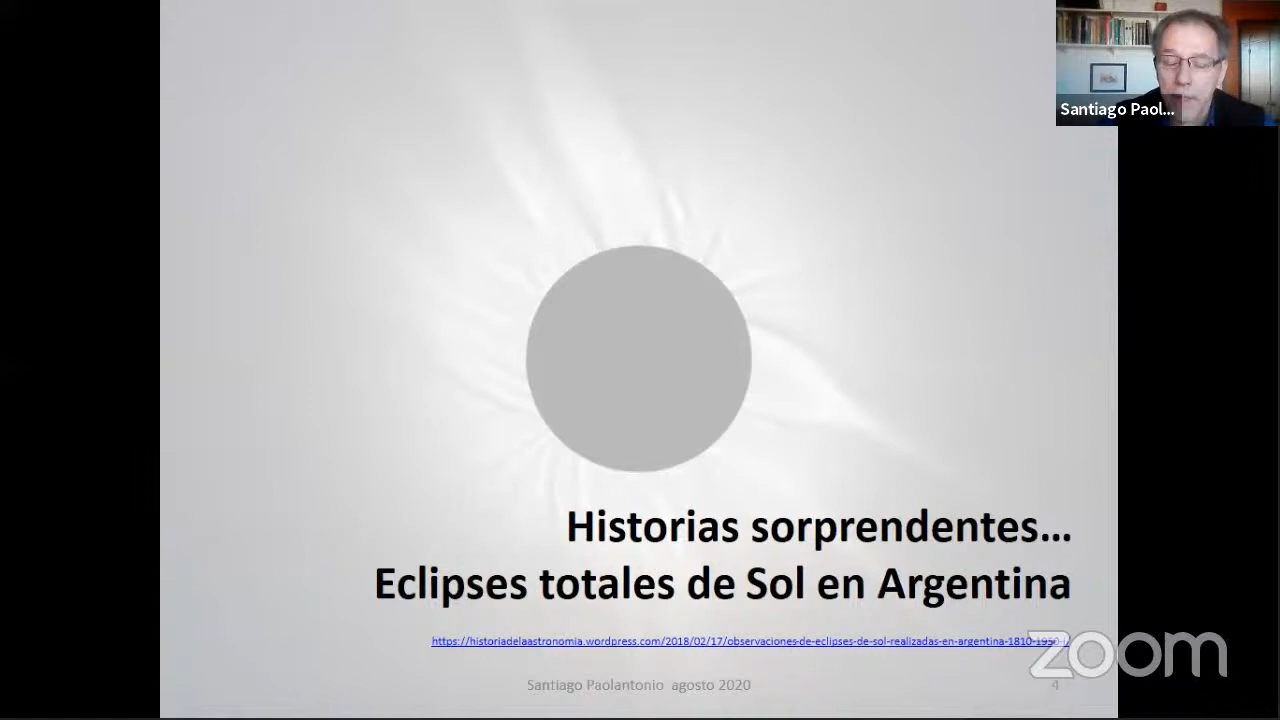 Santiago Paol...
Historias sorprendentes...
Eclipses totales de Sol en Argentina
https://historiadelaastronomia.wordpress.com/2018/02/17/observaciones-de-eclipses-de-sol-realizadas-en-argentina-1810-1950-i/
zoom
Santiago Paolantonio agosto 2020
4